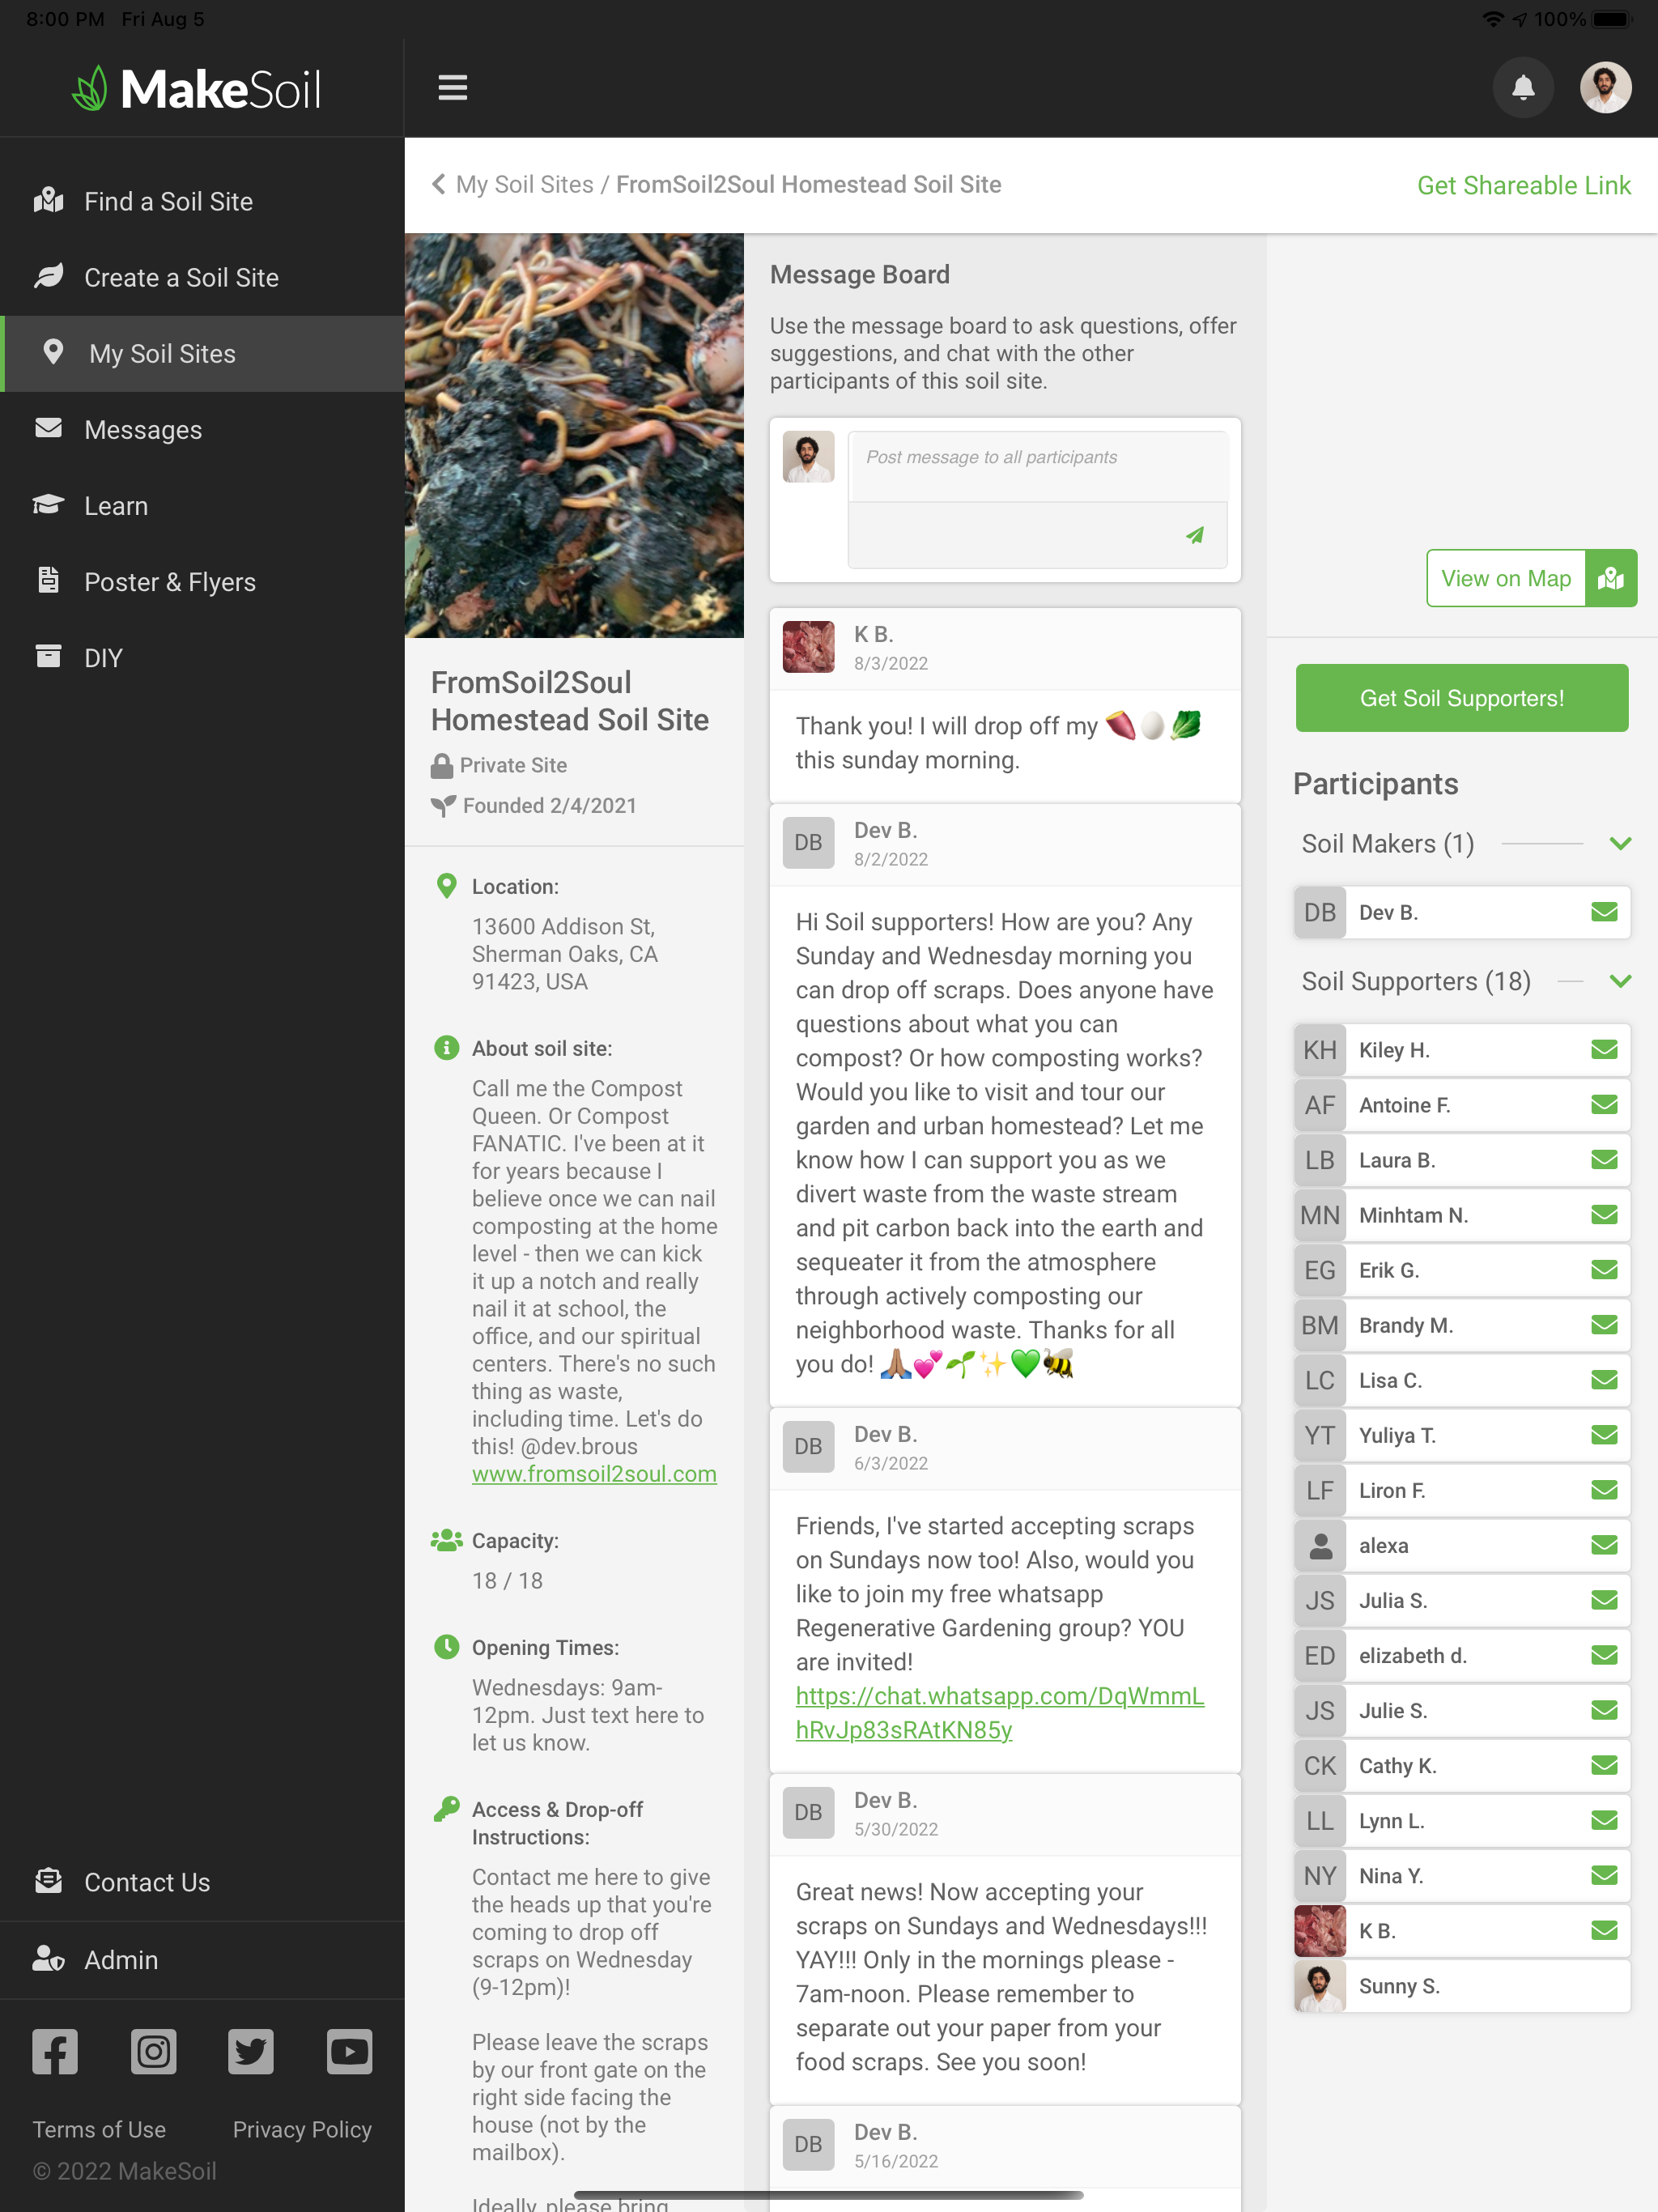 8:00 PM Fri Aug 5
100%
MakeSoil
Find a Soil Site
Create a Soil Site
My Soil Sites
Messages
Learn
Poster & Flyers
DIY
Contact Us
Admin
Terms of Use
Privacy Policy
© 2022 MakeSoil
My Soil Sites / FromSoil2Soul Homestead Soil Site
Get Shareable Link
FromSoil2Soul
Homestead Soil Site
Private Site
Founded 2/4/2021
Location:
13600 Addison St,
Sherman Oaks, CA
91423, USA
About soil site:
Call me the Compost
Queen. Or Compost
FANATIC. I've been at it
for years because I
believe once we can nail
composting at the home
level - then we can kick
it up a notch and really
nail it at school, the
office, and our spiritual
centers. There's no such
thing as waste,
including time. Let's do
this! @dev.brous
www.fromsoil2soul.com
Capacity:
18 / 18
Opening Times:
Wednesdays: 9am-
12pm. Just text here to
let us know.
Access & Drop-off
Instructions:
Contact me here to give
the heads up that you're
coming to drop off
scraps on Wednesday
(9-12pm)!
Please leave the scraps
by our front gate on the
right side facing the
house (not by the
mailbox).
Ideally, please bring
Message Board
Use the message board to ask questions, offer
suggestions, and chat with the other
participants of this soil site.
Post message to all participants
K B.
8/3/2022
Thank you! I will drop off my 🍠🥚🥬
this sunday morning.
DB
Dev B.
8/2/2022
Hi Soil supporters! How are you? Any
Sunday and Wednesday morning you
can drop off scraps. Does anyone have
questions about what you can
compost? Or how composting works?
Would you like to visit and tour our
garden and urban homestead? Let me
know how I can support you as we
divert waste from the waste stream
and pit carbon back into the earth and
sequeater it from the atmosphere
through actively composting our
neighborhood waste. Thanks for all
you do! 🙏🏽💕🌱✨💚🐝
DB
Dev B.
6/3/2022
Friends, I've started accepting scraps
on Sundays now too! Also, would you
like to join my free whatsapp
Regenerative Gardening group? YOU
are invited!
https://chat.whatsapp.com/DqWmmL
hRvJp83sRAtKN85y
DB
Dev B.
5/30/2022
Great news! Now accepting your
scraps on Sundays and Wednesdays!!!
YAY!!! Only in the mornings please -
7am-noon. Please remember to
separate out your paper from your
food scraps. See you soon!
DB
Dev B.
5/16/2022
View on Map
Get Soil Supporters!
Participants
Soil Makers (1)
DB Dev B.
Soil Supporters (18)
KH Kiley H.
AF Antoine F.
LB Laura B.
MN Minhtam N.
EG Erik G.
BM Brandy M.
LC Lisa C.
YT Yuliya T.
LF Liron F.
alexa
JS Julia S.
ED elizabeth d.
JS Julie S.
CK Cathy K.
LL Lynn L.
NY Nina Y.
K B.
Sunny S.